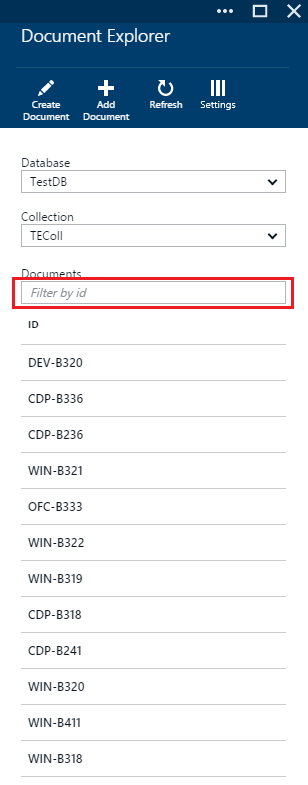 Document Explorer
Create Document
Add Document
Refresh
Settings
Database
TestDB
Collection
TEColl
Documents
Filter by id
ID
DEV-B320
CDP-B336
CDP-B236
WIN-B321
OFC-B333
WIN-B322
WIN-B319
CDP-B318
CDP-B241
WIN-B320
WIN-B411
WIN-B318